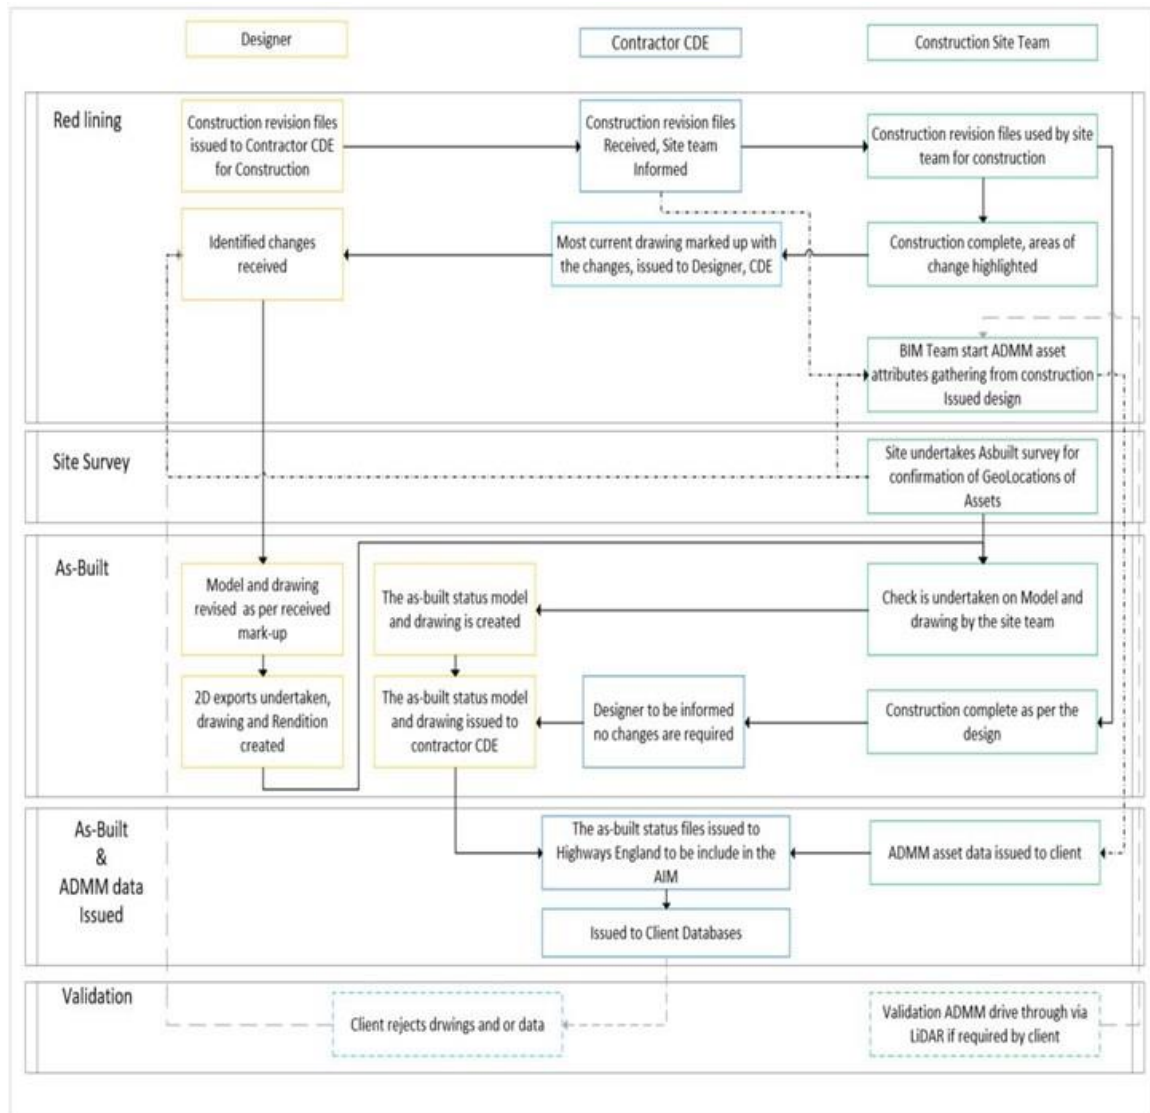 Designer
Contractor CDE
Construction Site Team
Red lining
Construction revision files
issued to Contractor CDE
for Construction
Construction revision files
Received, Site team
Informed
Construction revision files used by site
team for construction
Identified changes
received
Most current drawing marked up with
the changes, issued to Designer, CDE
Construction complete, areas of
change highlighted
BIM Team start ADMM asset
attributes gathering from construction
Issued design
Site Survey
Site undertakes Asbuilt survey for
confirmation of GeoLocations of
Assets
As-Built
Model and drawing
revised as per received
mark-up
The as-built status model
and drawing is created
Check is undertaken on Model and
drawing by the site team
2D exports undertaken,
drawing and Rendition
created
The as-built status model
and drawing issued to
contractor CDE
Designer to be informed
no changes are required
Construction complete as per the
design
As-Built
&
ADMM data
Issued
The as-built status files issued to
Highways England to be include in the
AIM
ADMM asset data issued to client
Issued to Client Databases
Validation
Client rejects drwings and or data
Validation ADMM drive through via
LiDAR if required by client